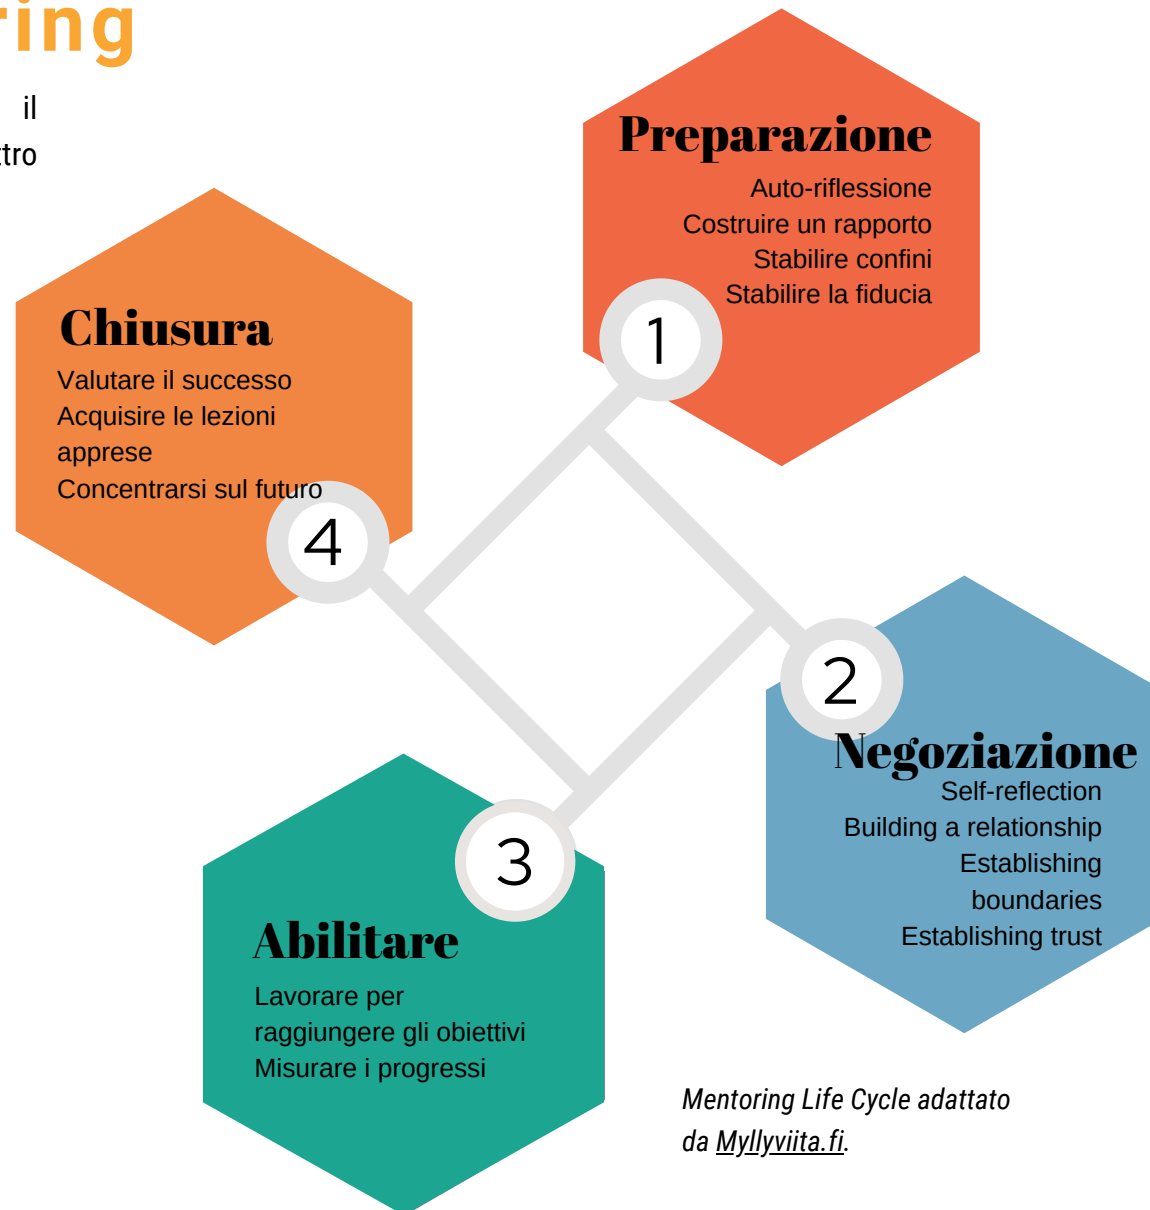 ring
il
ttro
Preparazione
Auto-riflessione
Costruire un rapporto
Stabilire confini
Stabilire la fiducia
1
Chiusura
Valutare il successo
Acquisire le lezioni
apprese
Concentrarsi sul futuro
4
2
Negoziazione
Self-reflection
Building a relationship
Establishing
boundaries
Establishing trust
3
Abilitare
Lavorare per
raggiungere gli obiettivi
Misurare i progressi
Mentoring Life Cycle adattato
da Myllyviita.fi.